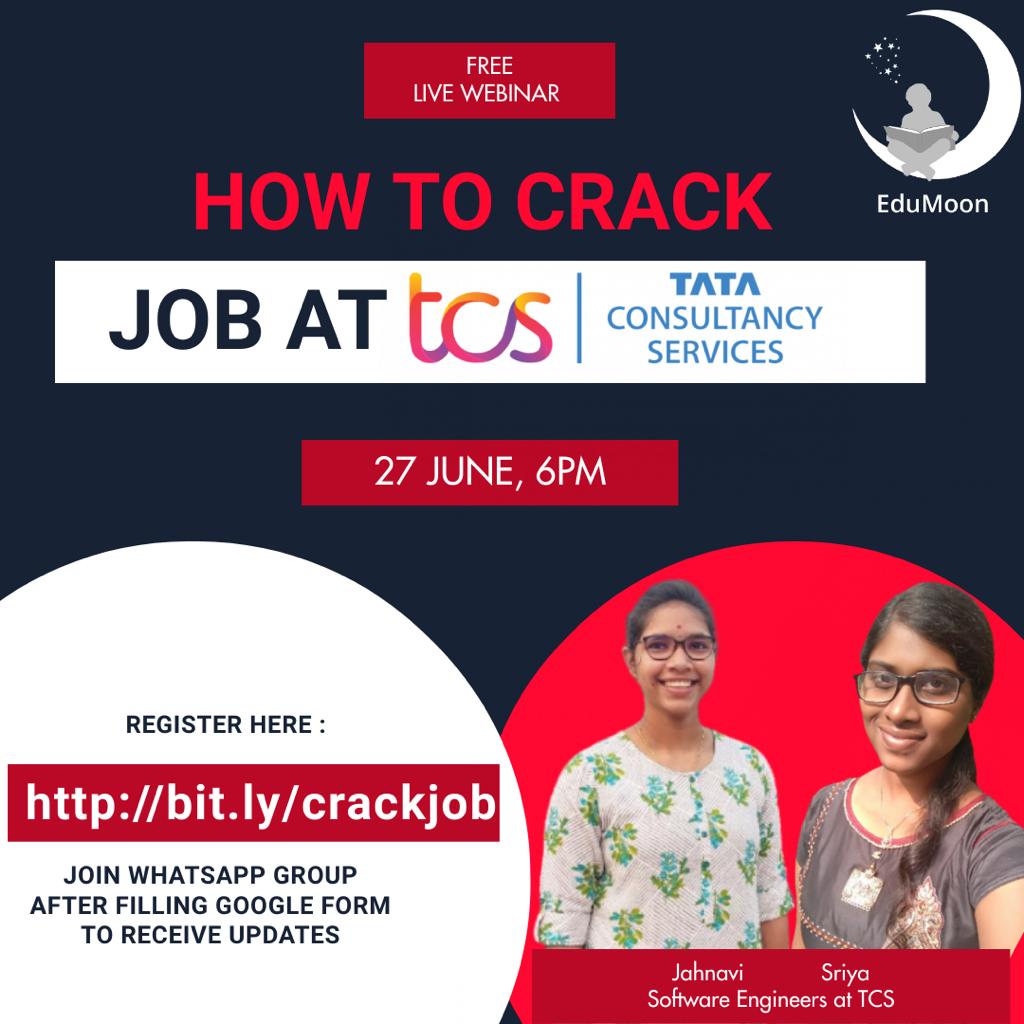 FREE
LIVE WEBINAR
EduMoon
HOW TO CRACK
JOB AT tcs | TATA
CONSULTANCY
SERVICES
27 JUNE, 6PM
REGISTER HERE :
http://bit.ly/crackjob
JOIN WHATSAPP GROUP
AFTER FILLING GOOGLE FORM
TO RECEIVE UPDATES
Jahnavi Sriya
Software Engineers at TCS